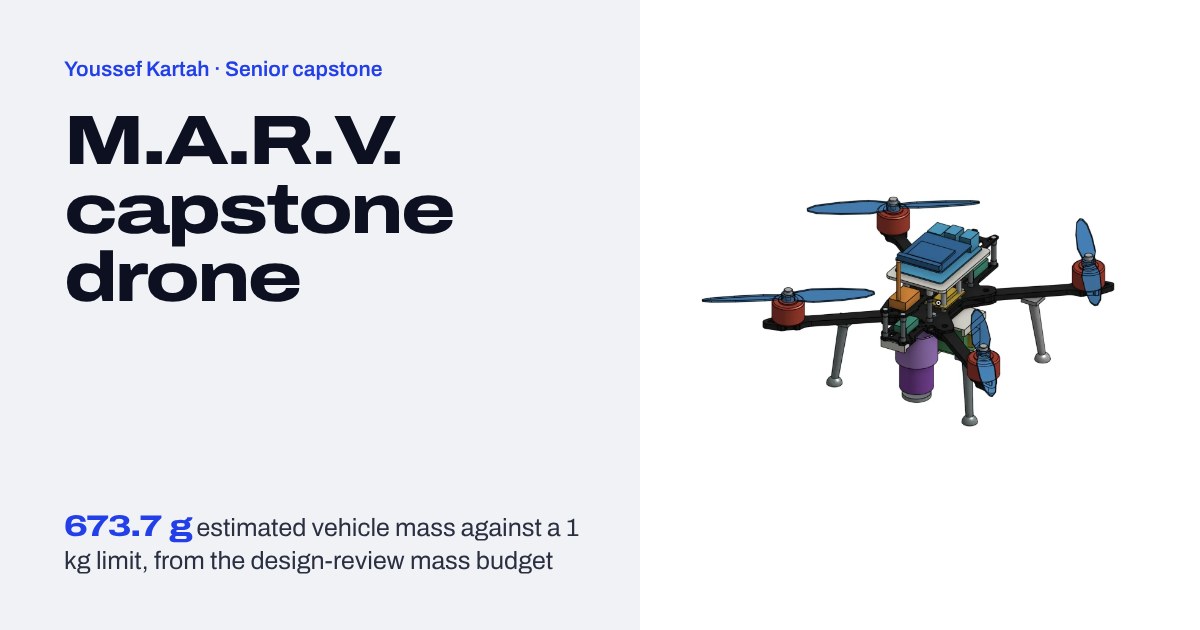 Youssef Kartah · Senior capstone
M.A.R.V.
capstone
drone
673.7 g estimated vehicle mass against a 1
kg limit, from the design-review mass budget